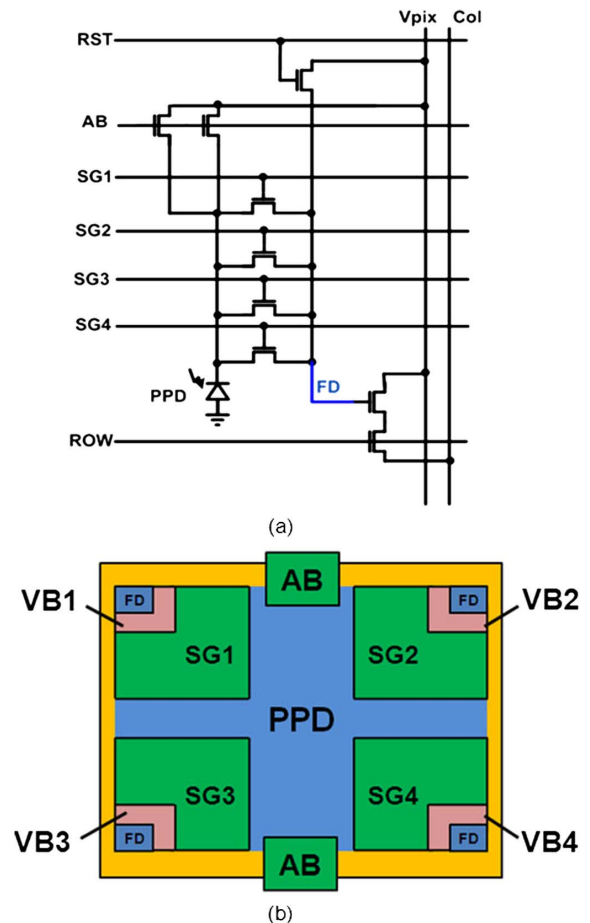 Vpix Col
RST
AB
SG1
SG2
SG3
SG4
FD
PPD
ROW
(a)
AB
VB1 FD FD VB2
SG1 SG2
PPD
SG3 SG4
VB3 FD FD VB4
AB
(b)